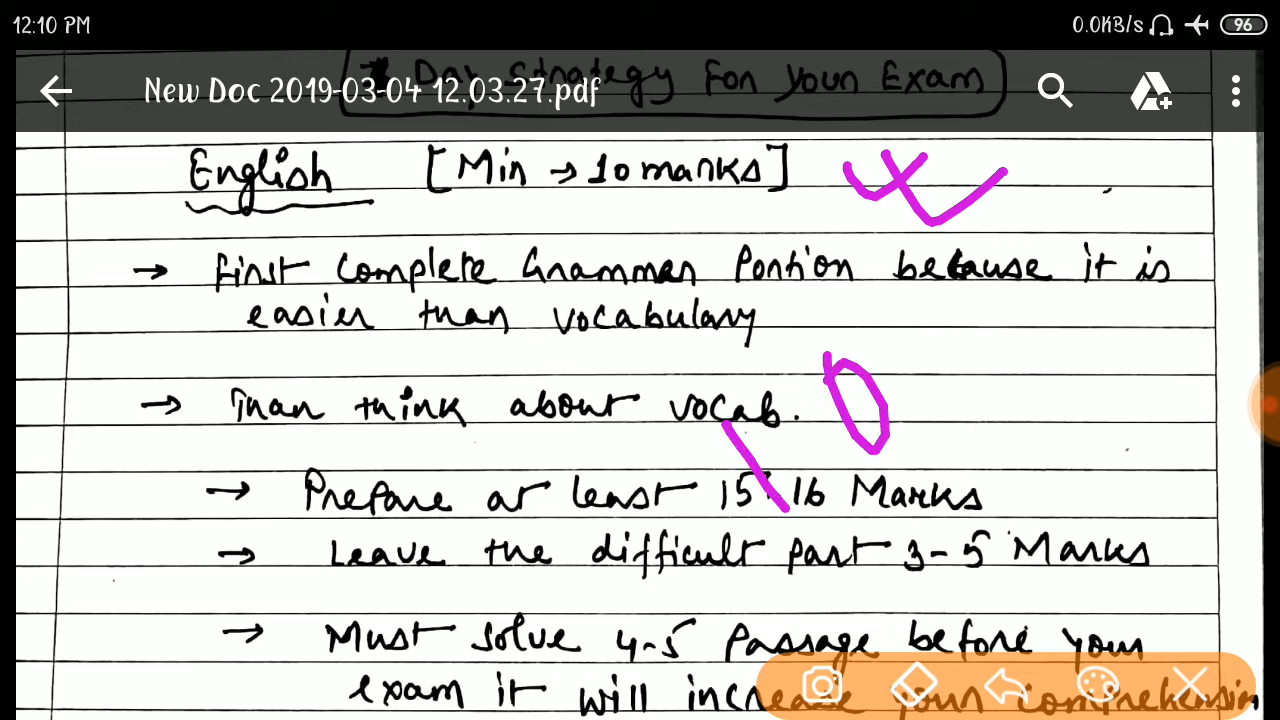 12:10 PM 0.0KB/s 96
Day Strategy For Your Exam
New Doc 2019-03-04 12.03.27.pdf
English [Min → 10 marks]
→ First complete Grammer Portion because it is
easier than vocabulary
→ Than think about vocab.
→ Prepare at least 15-16 Marks
→ Leave the difficult part 3-5 Marks
→ Must solve 4-5 Passage before your
exam it will increase your comprehension